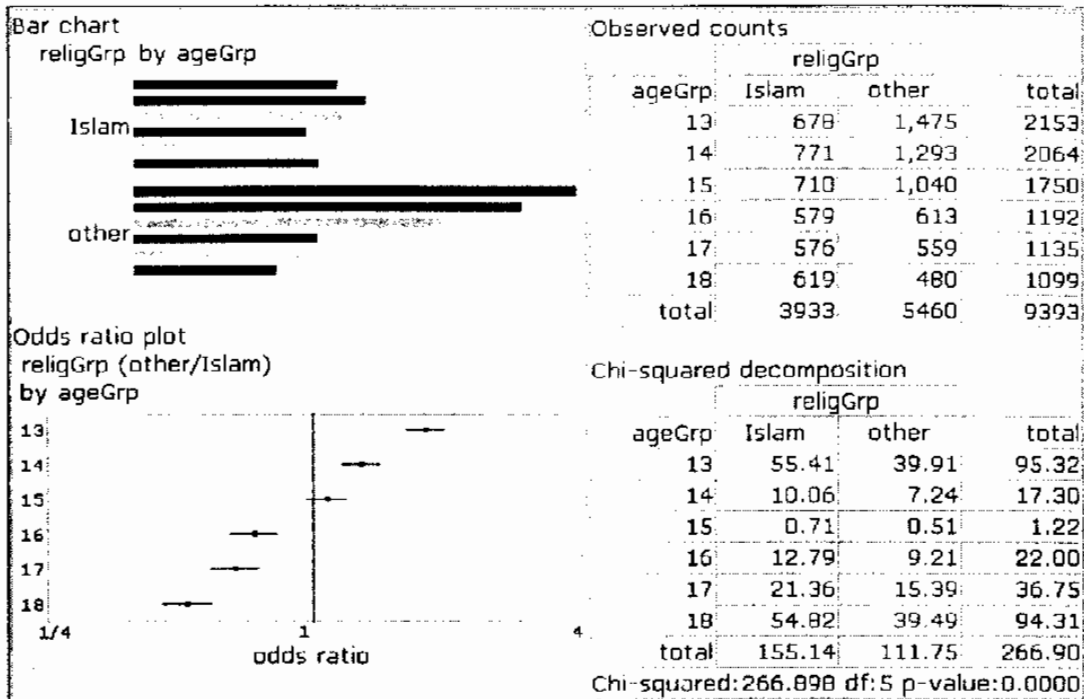 Bar chart
religGrp by ageGrp
Islam
other
Odds ratio plot
religGrp (other/Islam)
by ageGrp
13
14
15
16
17
18
1/4 1 4
odds ratio
Observed counts
religGrp
ageGrp Islam other total
13 678 1,475 2153
14 771 1,293 2064
15 710 1,040 1750
16 579 613 1192
17 576 559 1135
18 619 480 1099
total 3933 5460 9393
Chi-squared decomposition
religGrp
ageGrp Islam other total
13 55.41 39.91 95.32
14 10.06 7.24 17.30
15 0.71 0.51 1.22
16 12.79 9.21 22.00
17 21.36 15.39 36.75
18 54.82 39.49 94.31
total 155.14 111.75 266.90
Chi-squared:266.898 df:5 p-value:0.0000